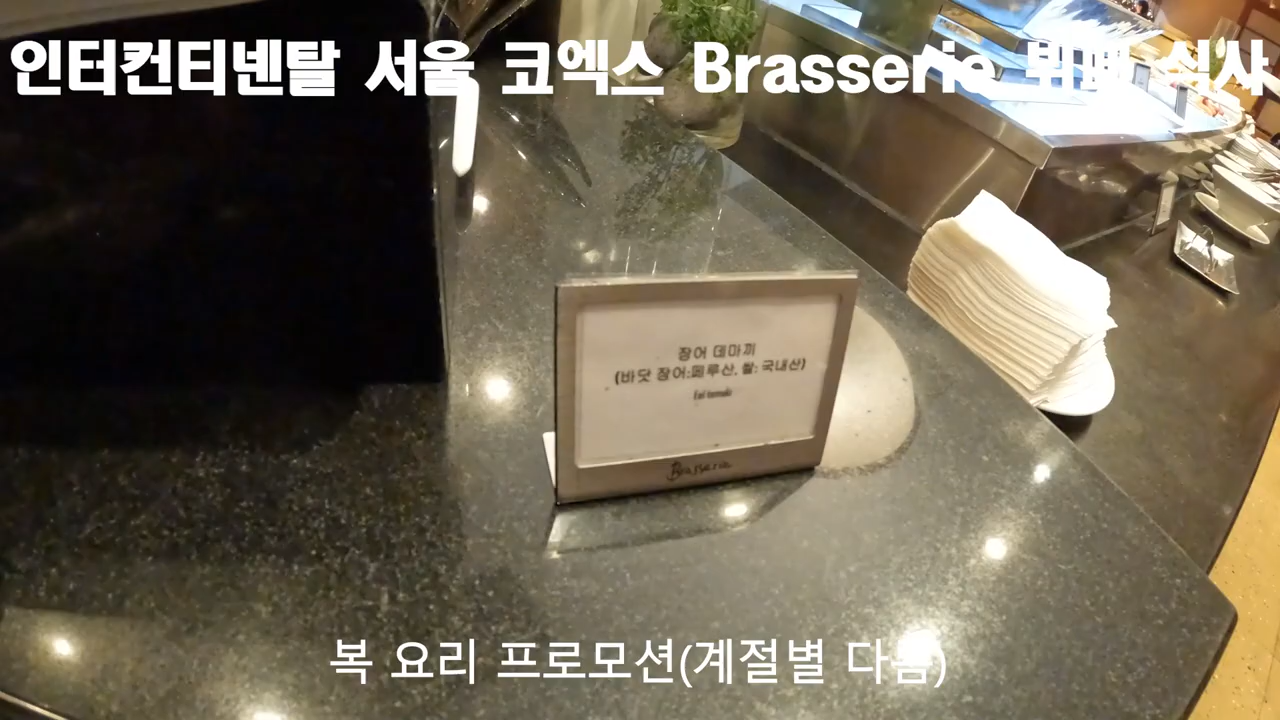 인터컨티넨탈 서울 코엑스 Brasserie 뷔페 식사
장어 데마끼
(바닷 장어:페루산, 쌀: 국내산)
Brasserie
복 요리 프로모션(계절별 다름)